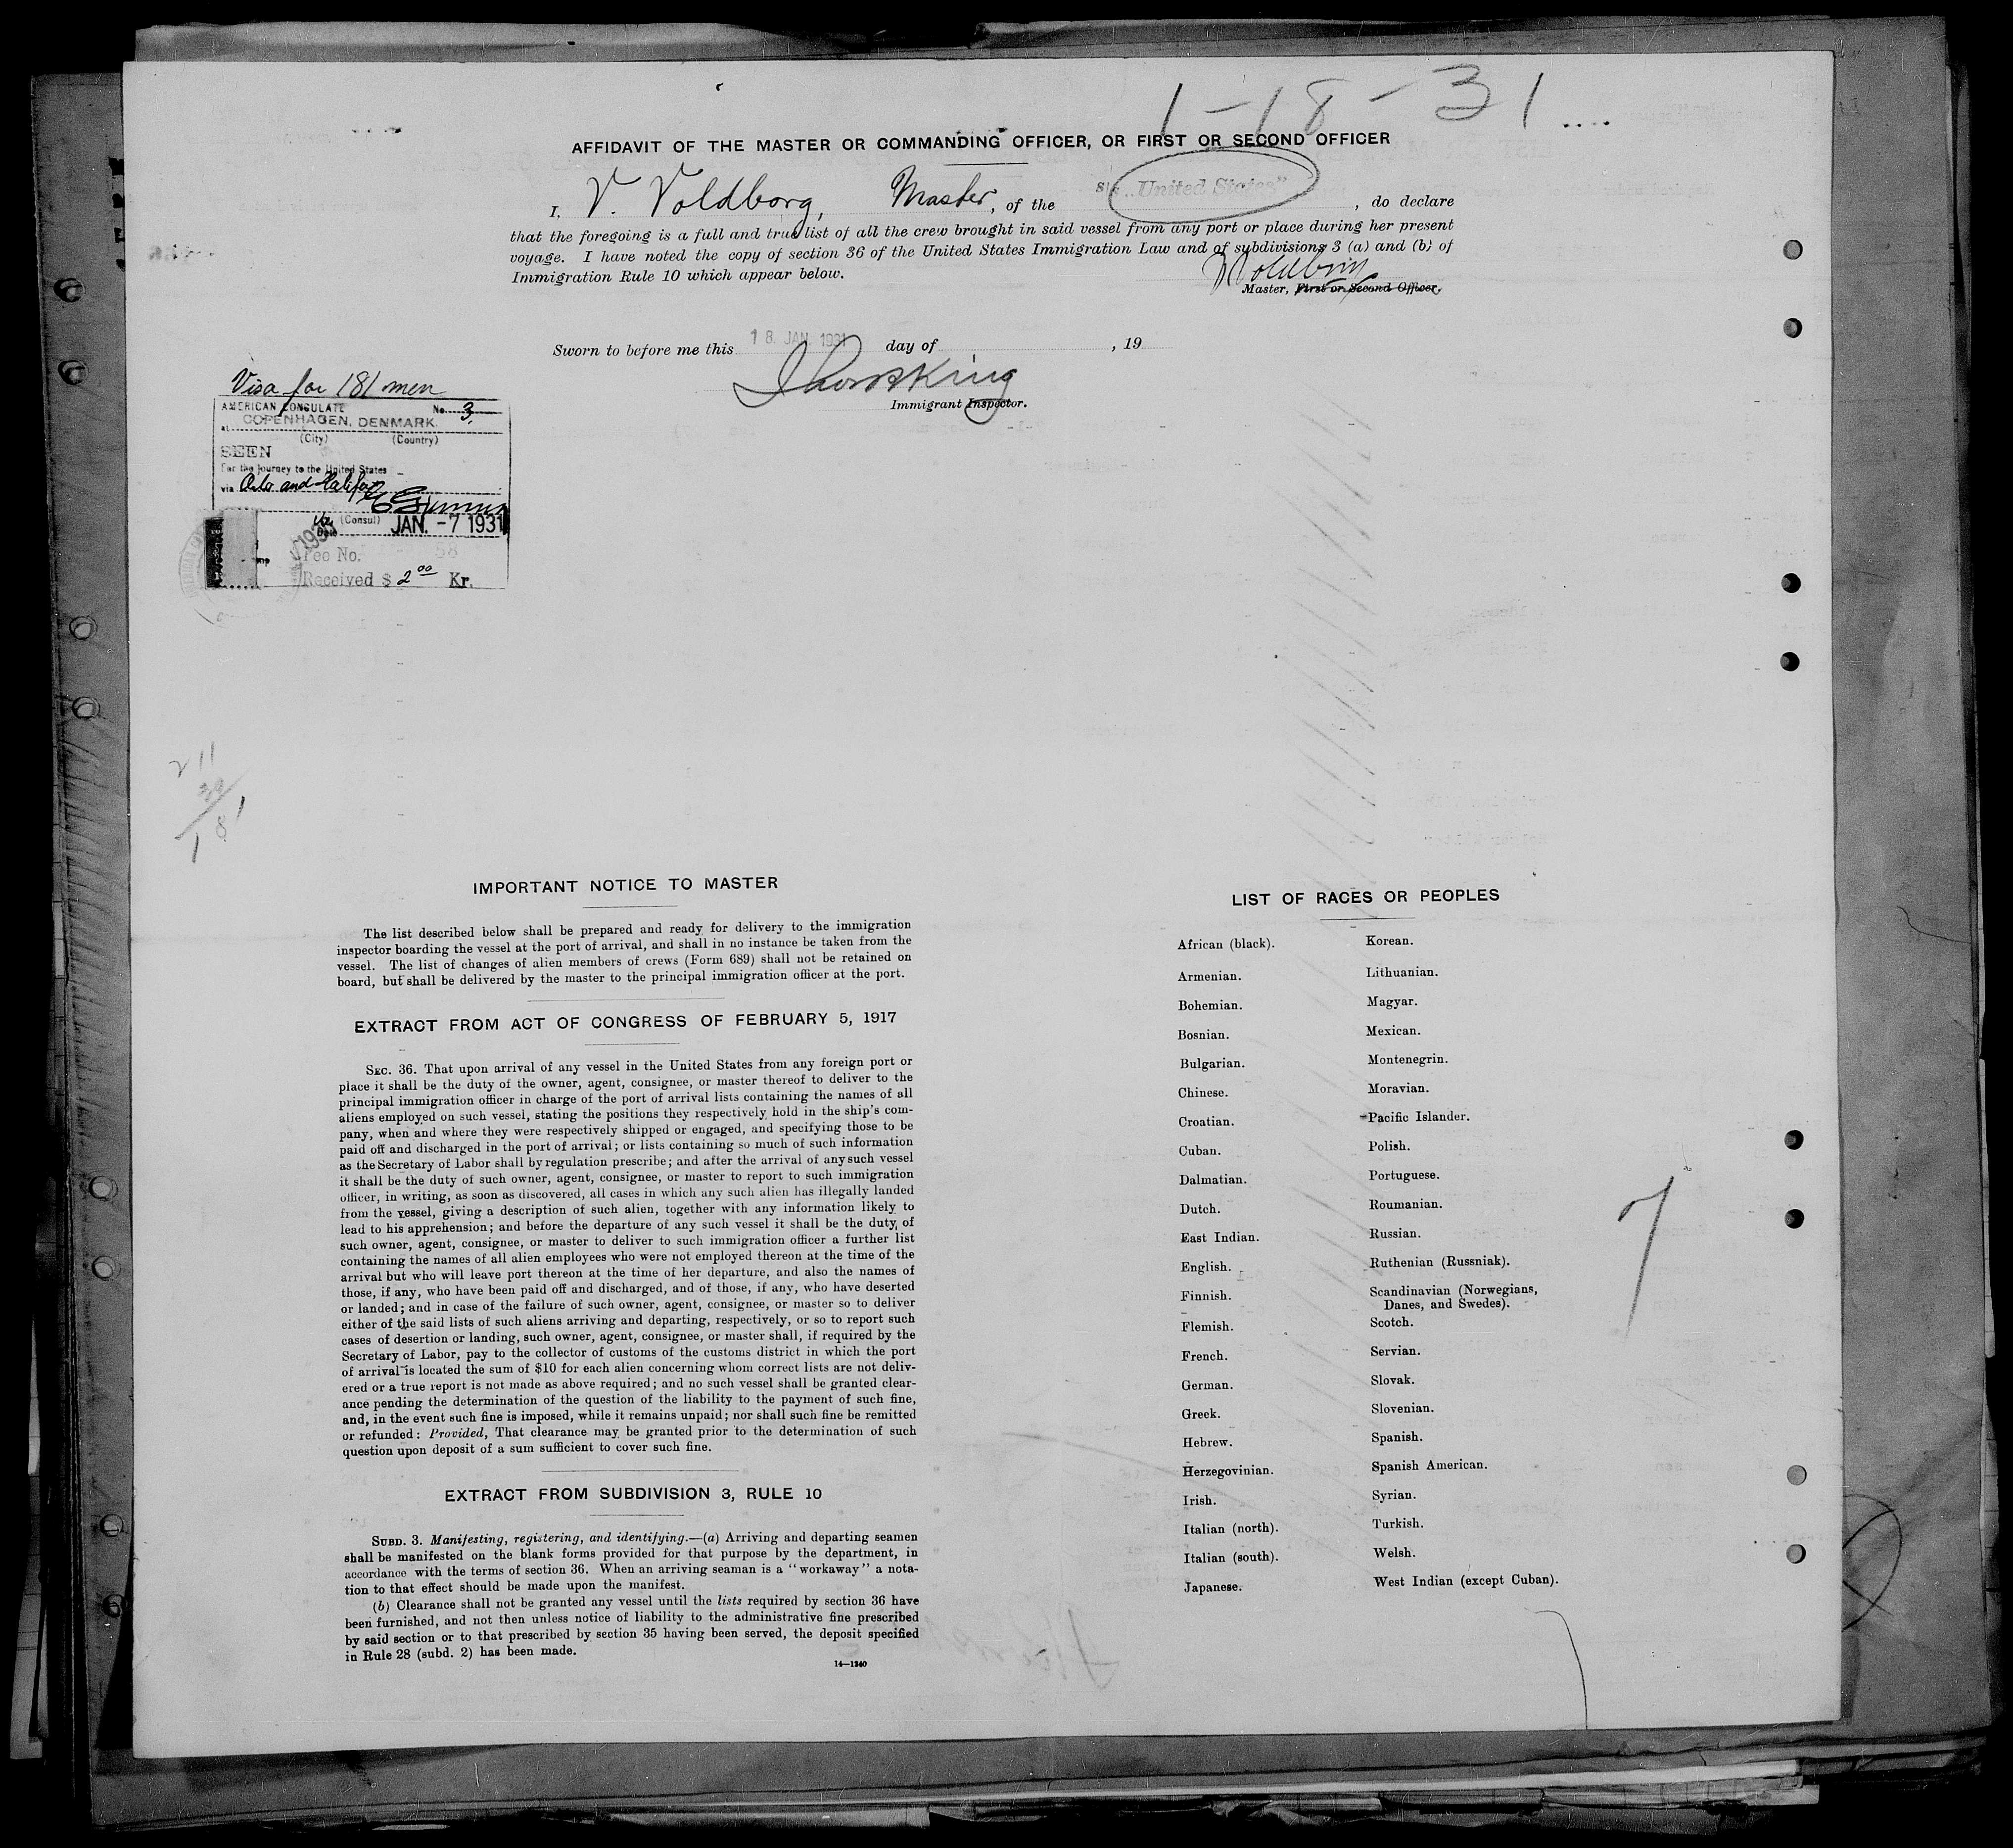 1-18-31
AFFIDAVIT OF THE MASTER OR COMMANDING OFFICER, OR FIRST OR SECOND OFFICER
I, V. Voldborg, Master, of the S/S „United States”, do declare
that the foregoing is a full and true list of all the crew brought in said vessel from any port or place during her present
voyage. I have noted the copy of section 36 of the United States Immigration Law and of subdivisions 3 (a) and (b) of
Immigration Rule 10 which appear below.
Voldborg
Master, First or Second Officer.
Sworn to before me this 18. JAN. 1931 day of , 19
Immigrant Inspector.
Visa for 181 men
AMERICAN CONSULATE No. 3.
at COPENHAGEN, DENMARK.
(City) (Country)
SEEN
For the journey to the United States
via Oslo and Halifax
(Consul) JAN. -7 1931
Date
Fee No. 58
Received $ 2 00 Kr.
211
30
181
IMPORTANT NOTICE TO MASTER
The list described below shall be prepared and ready for delivery to the immigration
inspector boarding the vessel at the port of arrival, and shall in no instance be taken from the
vessel. The list of changes of alien members of crews (Form 689) shall not be retained on
board, but shall be delivered by the master to the principal immigration officer at the port.
EXTRACT FROM ACT OF CONGRESS OF FEBRUARY 5, 1917
SEC. 36. That upon arrival of any vessel in the United States from any foreign port or
place it shall be the duty of the owner, agent, consignee, or master thereof to deliver to the
principal immigration officer in charge of the port of arrival lists containing the names of all
aliens employed on such vessel, stating the positions they respectively hold in the ship's com-
pany, when and where they were respectively shipped or engaged, and specifying those to be
paid off and discharged in the port of arrival; or lists containing so much of such information
as the Secretary of Labor shall by regulation prescribe; and after the arrival of any such vessel
it shall be the duty of such owner, agent, consignee, or master to report to such immigration
officer, in writing, as soon as discovered, all cases in which any such alien has illegally landed
from the vessel, giving a description of such alien, together with any information likely to
lead to his apprehension; and before the departure of any such vessel it shall be the duty of
such owner, agent, consignee, or master to deliver to such immigration officer a further list
containing the names of all alien employees who were not employed thereon at the time of the
arrival but who will leave port thereon at the time of her departure, and also the names of
those, if any, who have been paid off and discharged, and of those, if any, who have deserted
or landed; and in case of the failure of such owner, agent, consignee, or master so to deliver
either of the said lists of such aliens arriving and departing, respectively, or so to report such
cases of desertion or landing, such owner, agent, consignee, or master shall, if required by the
Secretary of Labor, pay to the collector of customs of the customs district in which the port
of arrival is located the sum of $10 for each alien concerning whom correct lists are not deliv-
ered or a true report is not made as above required; and no such vessel shall be granted clear-
ance pending the determination of the question of the liability to the payment of such fine,
and, in the event such fine is imposed, while it remains unpaid; nor shall such fine be remitted
or refunded: Provided, That clearance may be granted prior to the determination of such
question upon deposit of a sum sufficient to cover such fine.
EXTRACT FROM SUBDIVISION 3, RULE 10
SUBD. 3. Manifesting, registering, and identifying.—(a) Arriving and departing seamen
shall be manifested on the blank forms provided for that purpose by the department, in
accordance with the terms of section 36. When an arriving seaman is a "workaway" a nota-
tion to that effect should be made upon the manifest.
(b) Clearance shall not be granted any vessel until the lists required by section 36 have
been furnished, and not then unless notice of liability to the administrative fine prescribed
by said section or to that prescribed by section 35 having been served, the deposit specified
in Rule 28 (subd. 2) has been made.
14—1240
LIST OF RACES OR PEOPLES
African (black).
Armenian.
Bohemian.
Bosnian.
Bulgarian.
Chinese.
Croatian.
Cuban.
Dalmatian.
Dutch.
East Indian.
English.
Finnish.
Flemish.
French.
German.
Greek.
Hebrew.
Herzegovinian.
Irish.
Italian (north).
Italian (south).
Japanese.
Korean.
Lithuanian.
Magyar.
Mexican.
Montenegrin.
Moravian.
Pacific Islander.
Polish.
Portuguese.
Roumanian.
Russian.
Ruthenian (Russniak).
Scandinavian (Norwegians,
Danes, and Swedes).
Scotch.
Servian.
Slovak.
Slovenian.
Spanish.
Spanish American.
Syrian.
Turkish.
Welsh.
West Indian (except Cuban).
7